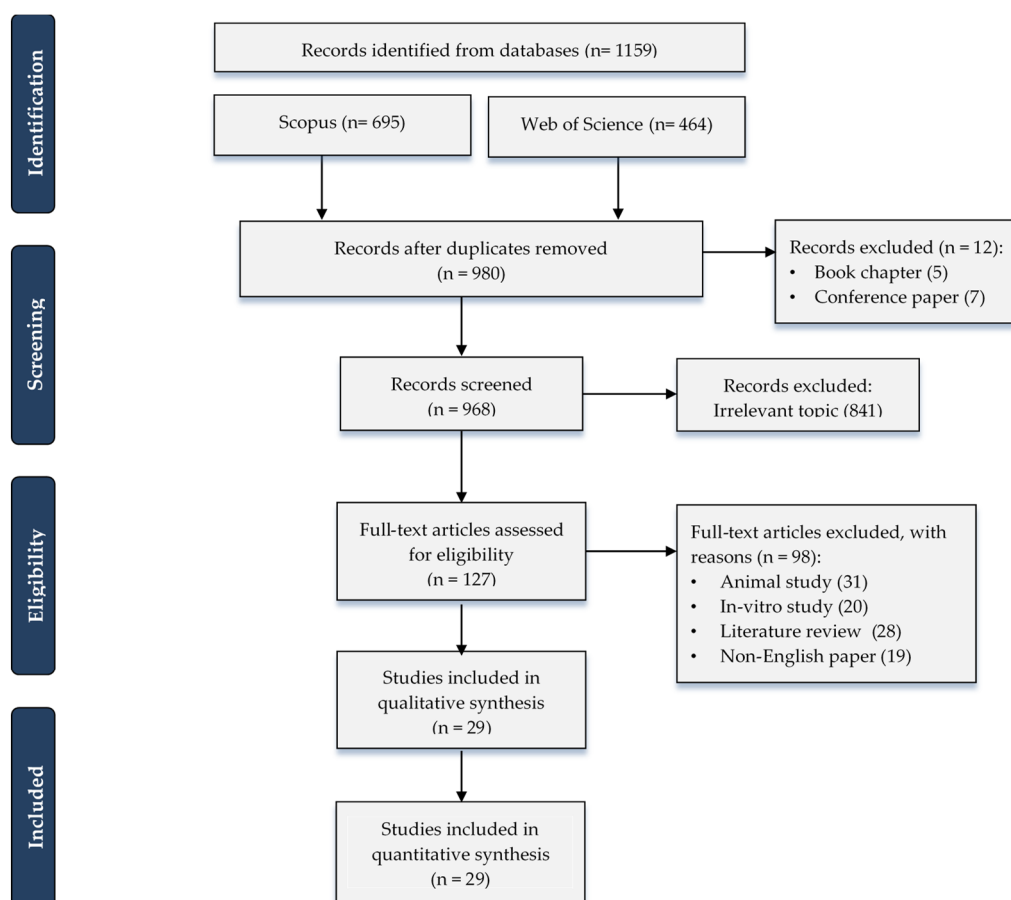 Identification
Records identified from databases (n= 1159)
Scopus (n= 695)
Web of Science (n= 464)
Screening
Records after duplicates removed
(n = 980)
Records excluded (n = 12):
• Book chapter (5)
• Conference paper (7)
Records screened
(n = 968)
Records excluded:
Irrelevant topic (841)
Eligibility
Full-text articles assessed
for eligibility
(n = 127)
Full-text articles excluded, with
reasons (n = 98):
• Animal study (31)
• In-vitro study (20)
• Literature review (28)
• Non-English paper (19)
Studies included in
qualitative synthesis
(n = 29)
Included
Studies included in
quantitative synthesis
(n = 29)